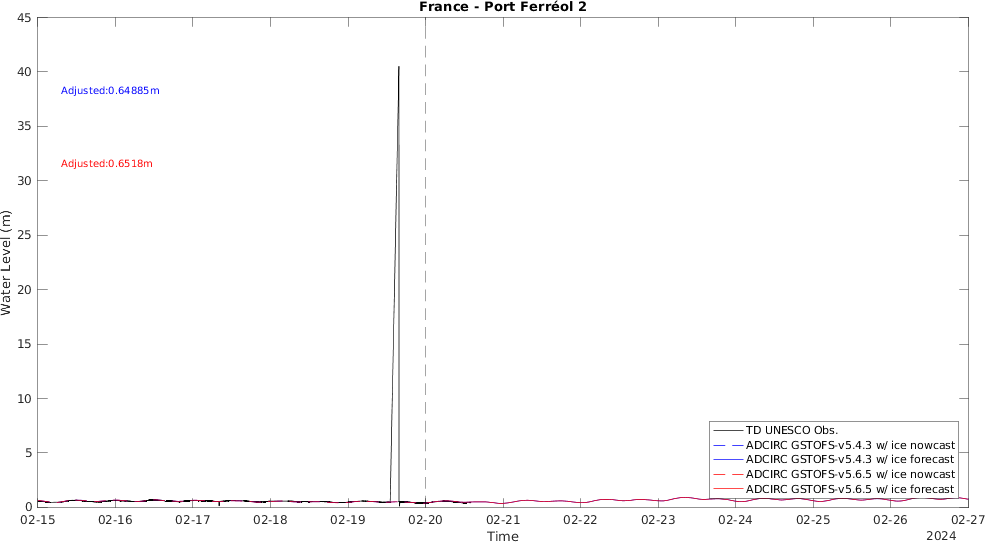 France - Port Ferréol 2
45
40
35
30
25
20
15
10
5
0
Water Level (m)
Adjusted:0.64885m
Adjusted:0.6518m
TD UNESCO Obs.
ADCIRC GSTOFS-v5.4.3 w/ ice nowcast
ADCIRC GSTOFS-v5.4.3 w/ ice forecast
ADCIRC GSTOFS-v5.6.5 w/ ice nowcast
ADCIRC GSTOFS-v5.6.5 w/ ice forecast
02-15 02-16 02-17 02-18 02-19 02-20 02-21 02-22 02-23 02-24 02-25 02-26 02-27
Time
2024